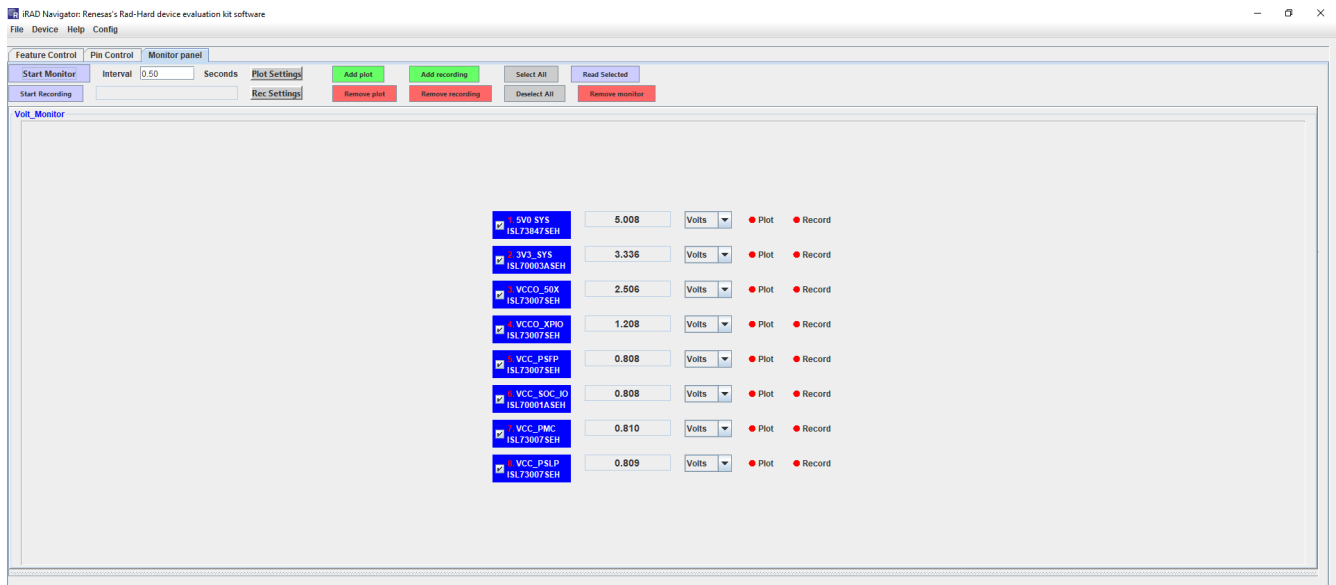 iRAD Navigator: Renesas's Rad-Hard device evaluation kit software
File Device Help Config
Feature Control Pin Control Monitor panel
Start Monitor Interval 0.50 Seconds Plot Settings Add plot Add recording Select All Read Selected
Start Recording Rec Settings Remove plot Remove recording Deselect All Remove monitor
Volt_Monitor
1. 5V0 SYS
ISL73847SEH 5.008 Volts Plot Record
2. 3V3_SYS
ISL70003ASEH 3.336 Volts Plot Record
3. VCCO_50X
ISL73007SEH 2.506 Volts Plot Record
4. VCCO_XPIO
ISL73007SEH 1.208 Volts Plot Record
5. VCC_PSFP
ISL73007SEH 0.808 Volts Plot Record
6. VCC_SOC_IO
ISL70001ASEH 0.808 Volts Plot Record
7. VCC_PMC
ISL73007SEH 0.810 Volts Plot Record
8. VCC_PSLP
ISL73007SEH 0.809 Volts Plot Record